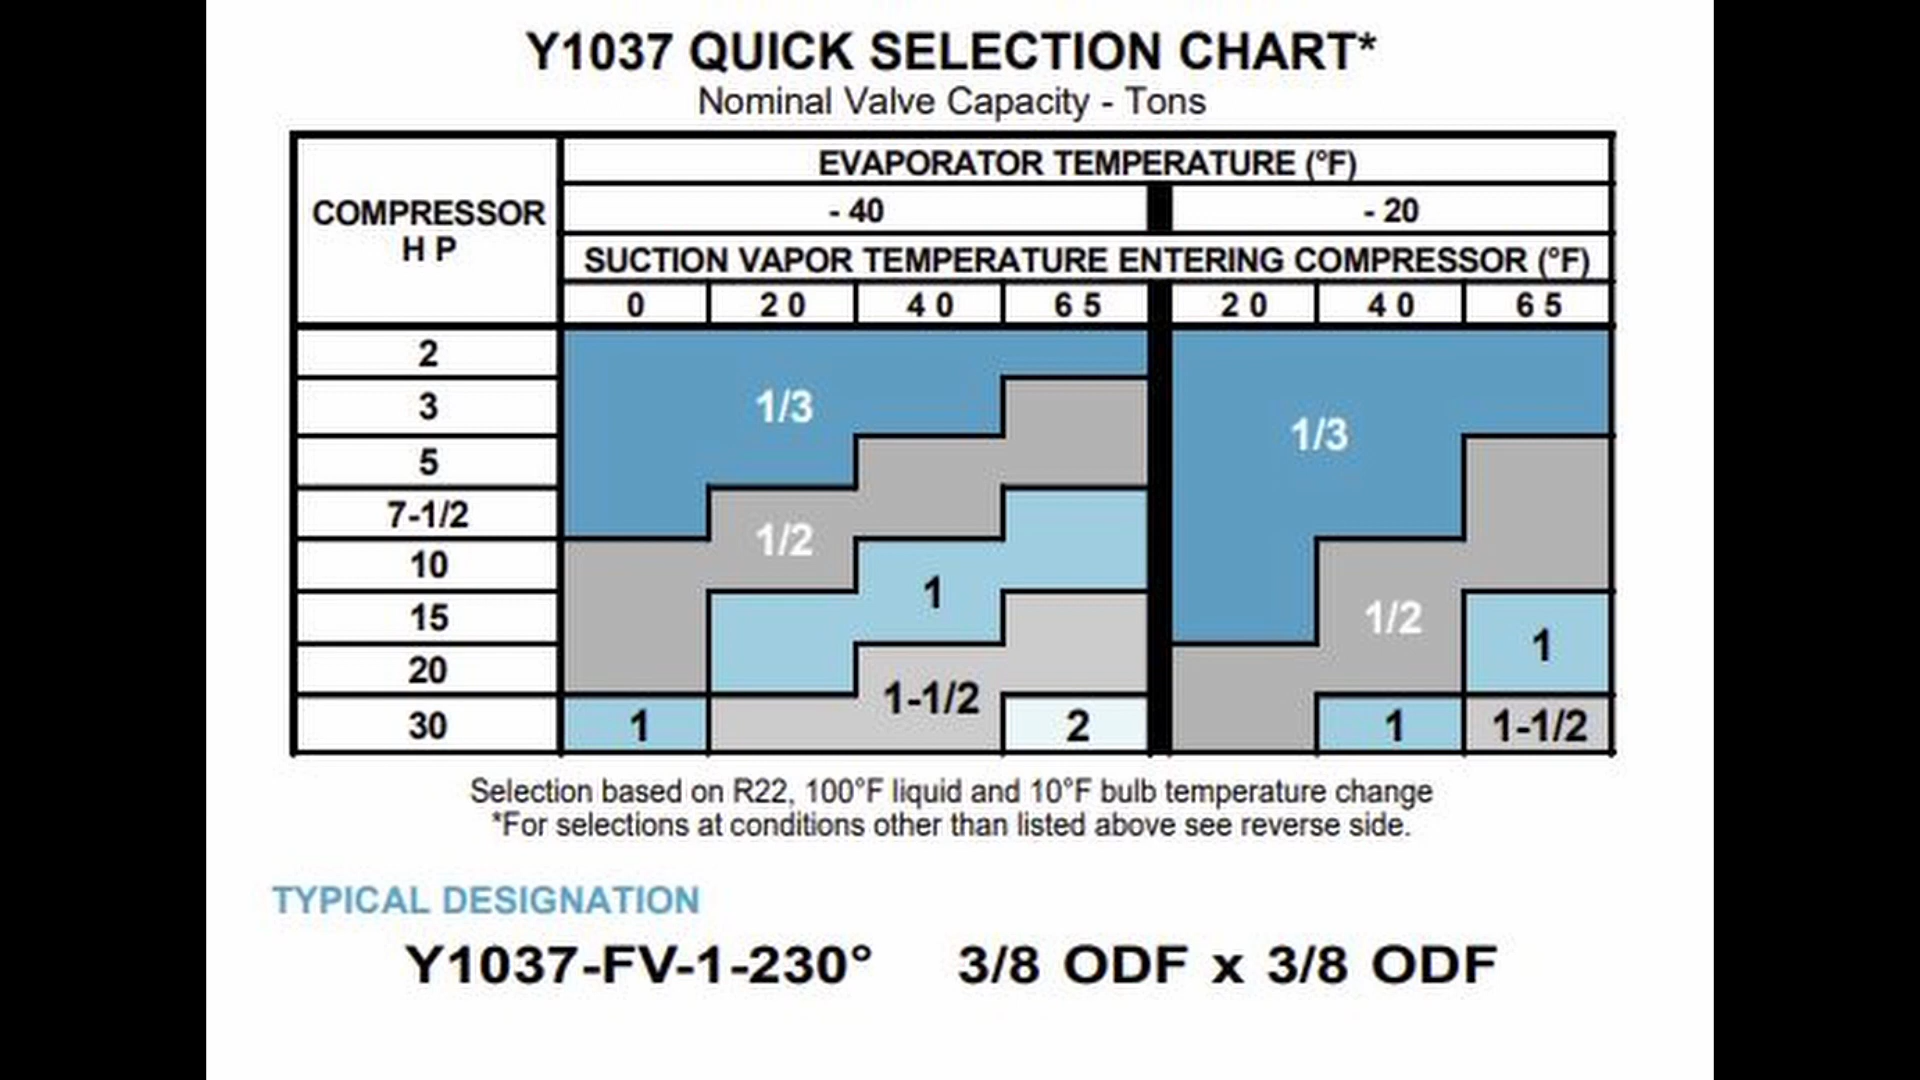 Y1037 QUICK SELECTION CHART*
Nominal Valve Capacity - Tons
COMPRESSOR
H P
EVAPORATOR TEMPERATURE (°F)
- 40 - 20
SUCTION VAPOR TEMPERATURE ENTERING COMPRESSOR (°F)
0 2 0 4 0 6 5 2 0 4 0 6 5
2
3 1/3
1/3
5
7-1/2
1/2
10
1
15 1/2
1
20
1-1/2
30 1 2 1 1-1/2
Selection based on R22, 100°F liquid and 10°F bulb temperature change
*For selections at conditions other than listed above see reverse side.
TYPICAL DESIGNATION
Y1037-FV-1-230° 3/8 ODF x 3/8 ODF